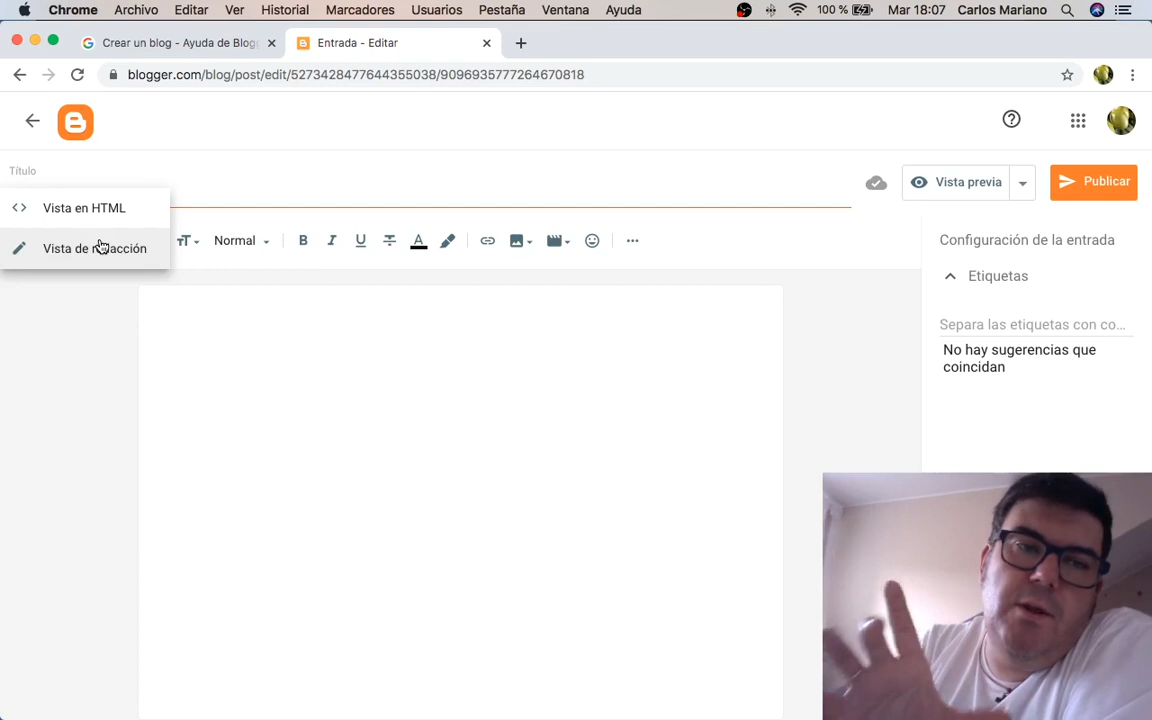 Chrome Archivo Editar Ver Historial Marcadores Usuarios Pestaña Ventana Ayuda 100 % Mar 18:07 Carlos Mariano
Crear un blog - Ayuda de Blog
Entrada - Editar
blogger.com/blog/post/edit/5273428477644355038/9096935777264670818
Título
Vista previa
Publicar
Vista en HTML
Vista de redacción
Normal
B I U A
Configuración de la entrada
Etiquetas
Separa las etiquetas con co...
No hay sugerencias que
coincidan